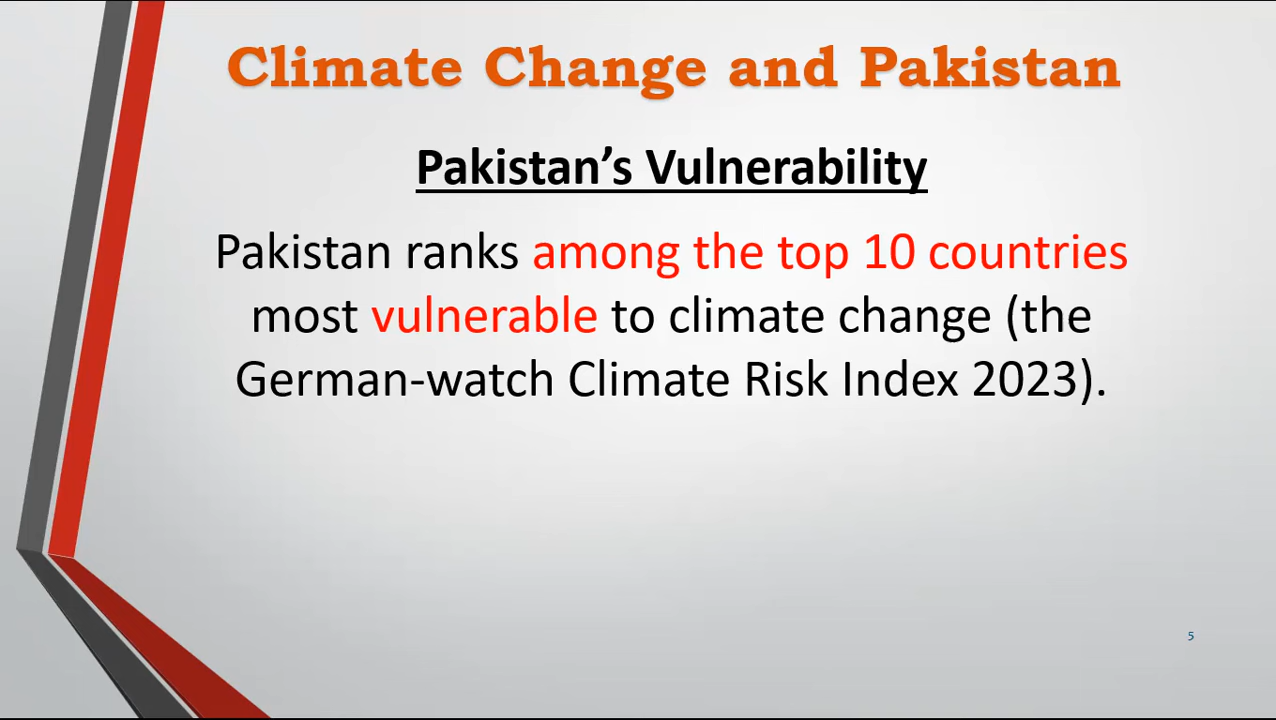 Climate Change and Pakistan
Pakistan’s Vulnerability
Pakistan ranks among the top 10 countries
most vulnerable to climate change (the
German-watch Climate Risk Index 2023).
5